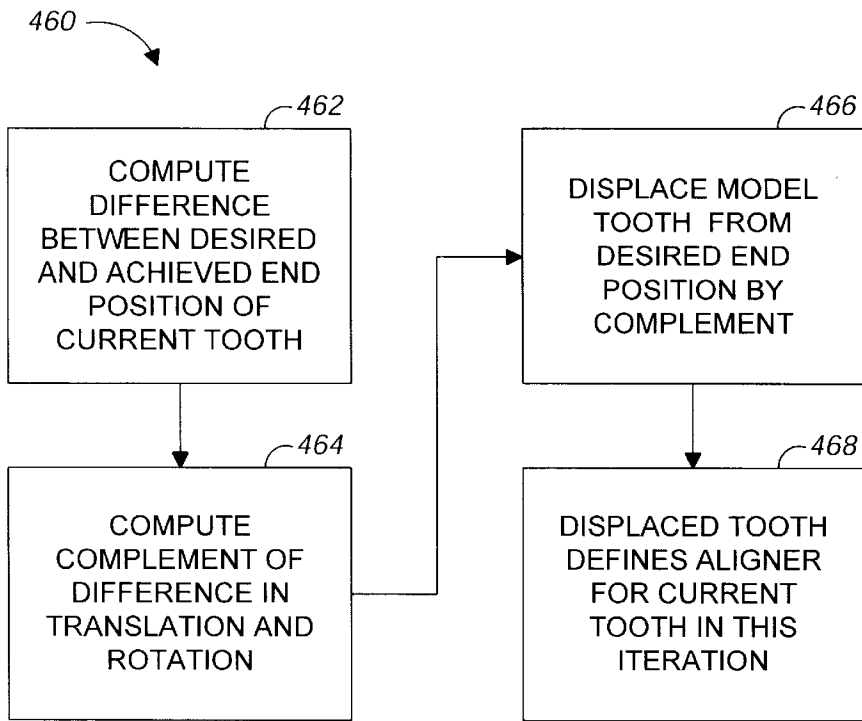 460
462
COMPUTE
DIFFERENCE
BETWEEN DESIRED
AND ACHIEVED END
POSITION OF
CURRENT TOOTH
464
COMPUTE
COMPLEMENT OF
DIFFERENCE IN
TRANSLATION AND
ROTATION
466
DISPLACE MODEL
TOOTH FROM
DESIRED END
POSITION BY
COMPLEMENT
468
DISPLACED TOOTH
DEFINES ALIGNER
FOR CURRENT
TOOTH IN THIS
ITERATION